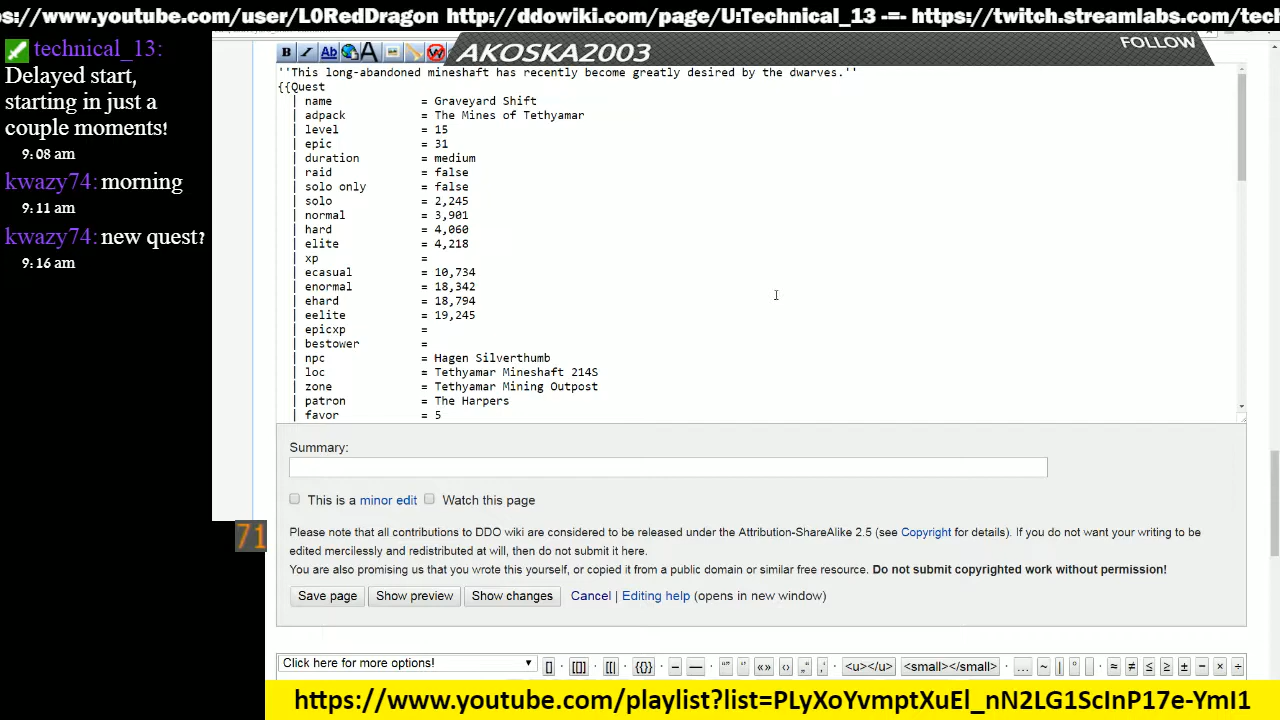 s://www.youtube.com/user/L0RedDragon http://ddowiki.com/page/U:Technical_13 -=- https://twitch.streamlabs.com/tech
technical_13:
Delayed start,
starting in just a
couple moments!
9:08 am
kwazy74: morning
9:11 am
kwazy74: new quest?
9:16 am
71
AKOSKA2003
FOLLOW
B I Ab A W
''This long-abandoned mineshaft has recently become greatly desired by the dwarves.''
{{Quest
| name = Graveyard Shift
| adpack = The Mines of Tethyamar
| level = 15
| epic = 31
| duration = medium
| raid = false
| solo only = false
| solo = 2,245
| normal = 3,901
| hard = 4,060
| elite = 4,218
| xp =
| ecasual = 10,734
| enormal = 18,342
| ehard = 18,794
| eelite = 19,245
| epicxp =
| bestower =
| npc = Hagen Silverthumb
| loc = Tethyamar Mineshaft 214S
| zone = Tethyamar Mining Outpost
| patron = The Harpers
| favor = 5
Summary:
This is a minor edit Watch this page
Please note that all contributions to DDO wiki are considered to be released under the Attribution-ShareAlike 2.5 (see Copyright for details). If you do not want your writing to be
edited mercilessly and redistributed at will, then do not submit it here.
You are also promising us that you wrote this yourself, or copied it from a public domain or similar free resource. Do not submit copyrighted work without permission!
Save page Show preview Show changes Cancel | Editing help (opens in new window)
Click here for more options! [] · [[]] · [[| · {{}} · – — · “” ‘’ «» ‹› „“ ‚‘ · <u></u> · <small></small> · … ~ | ° · ≈ ≠ ≤ ≥ ± − × ÷
https://www.youtube.com/playlist?list=PLyXoYvmptXuEl_nN2LG1ScInP17e-YmI1